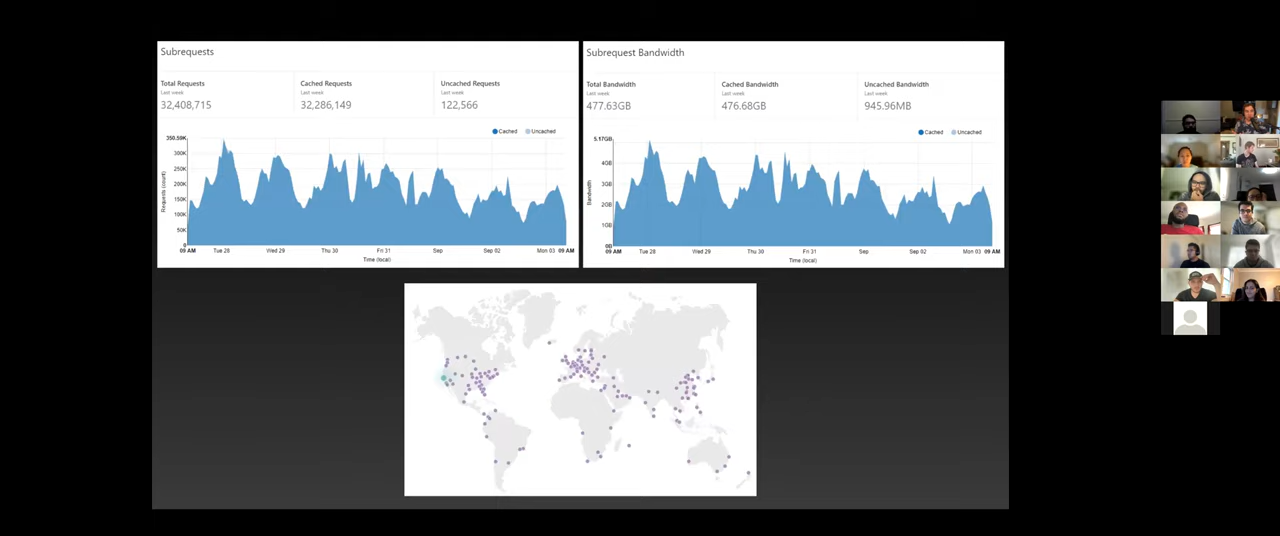 Subrequests
Total Requests
Last week
32,408,715
Cached Requests
Last week
32,286,149
Uncached Requests
Last week
122,566
Cached
Uncached
350.59K
300K
250K
200K
150K
100K
50K
0
Requests (count)
09 AM
Tue 28
Wed 29
Thu 30
Fri 31
Sep
Sep 02
Mon 03
09 AM
Time (local)
Subrequest Bandwidth
Total Bandwidth
Last week
477.63GB
Cached Bandwidth
Last week
476.68GB
Uncached Bandwidth
Last week
945.96MB
Cached
Uncached
5.17GB
4GB
3GB
2GB
1GB
0B
Bandwidth
09 AM
Tue 28
Wed 29
Thu 30
Fri 31
Sep
Sep 02
Mon 03
09 AM
Time (local)